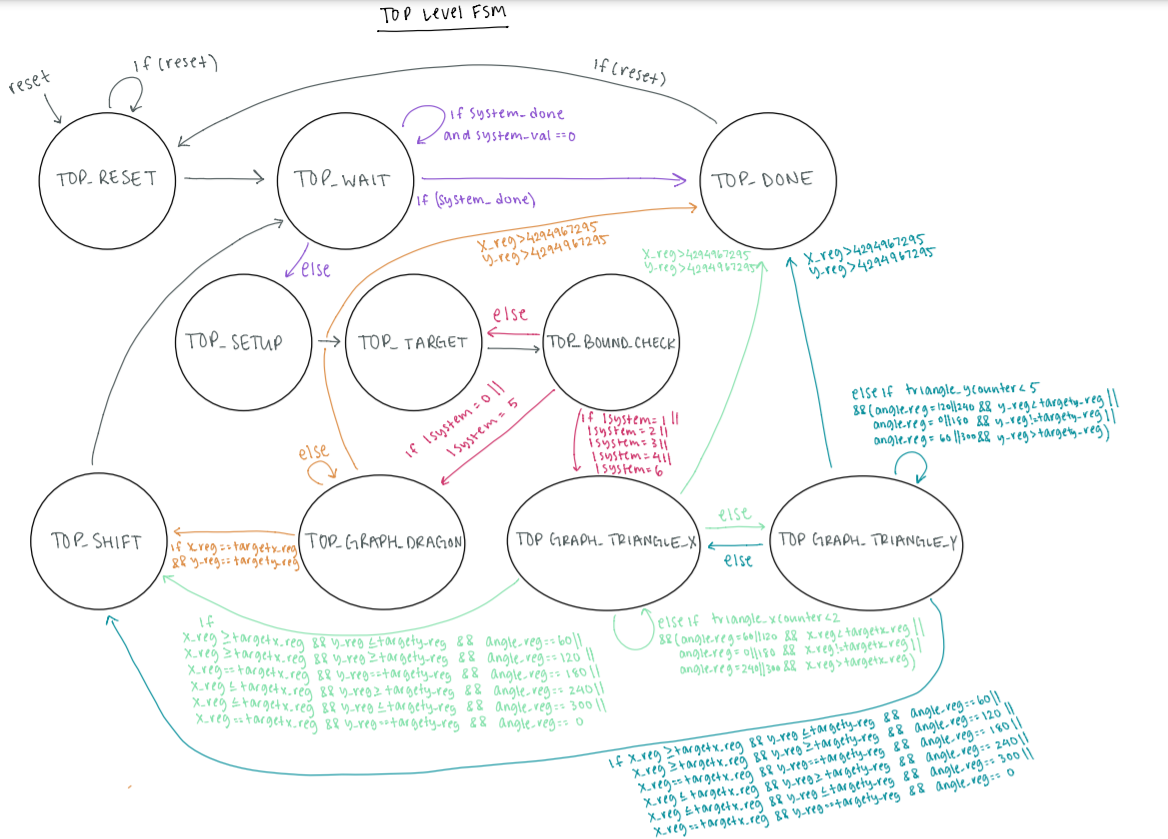 TOP Level FSM
reset
if (reset)
if (reset)
if system_done
and system_val ==0
TOP_RESET
TOP_WAIT
TOP_DONE
if (system_done)
else
x_reg>4294967295
y_reg>4294967295
x_reg>4294967295
y_reg>4294967295
x_reg>4294967295
y_reg>4294967295
TOP_SETUP
TOP_TARGET
else
TOP_BOUND_CHECK
if lsystem=0 ||
lsystem= 5
if lsystem=1 ||
lsystem=2||
lsystem=3||
lsystem=4||
lsystem=6
else if triangle_ycounter<5
&&(angle_reg=120||240 && y_reg<targety_reg ||
angle_reg= 0||180 && y_reg!=targety_reg ||
angle_reg= 60||300&& y_reg>targety_reg)
else
TOP_SHIFT
if x_reg==targetx_reg
&& y_reg==targety_reg
TOP_GRAPH_DRAGON
TOP GRAPH_TRIANGLE_X
else
else
TOP GRAPH_TRIANGLE_Y
else if triangle_xcounter<2
&&(angle_reg=60||120 && x_reg<targetx_reg ||
angle_reg= 0||180 && x_reg!=targetx_reg ||
angle_reg=240||300 && x_reg>targetx_reg)
if
x_reg ≥targetx_reg && y_reg ≤targety_reg && angle_reg==60||
x_reg ≥targetx_reg && y_reg ≥targety_reg && angle_reg==120 ||
x_reg==targetx_reg && y_reg==targety_reg && angle_reg== 180||
x_reg ≤ targetx_reg && y_reg≥ targety_reg && angle_reg== 240||
x_reg ≤targetx_reg && y_reg ≤targety_reg && angle_reg== 300||
x_reg==targetx_reg && y_reg==targety_reg && angle_reg== 0
if x_reg ≥targetx_reg && y_reg ≤targety_reg && angle_reg==60||
x_reg ≥targetx_reg && y_reg ≥targety_reg && angle_reg==120 ||
x_reg==targetx_reg && y_reg==targety_reg && angle_reg== 180||
x_reg ≤ targetx_reg && y_reg≥ targety_reg && angle_reg== 240||
x_reg ≤targetx_reg && y_reg ≤targety_reg && angle_reg== 300||
x_reg==targetx_reg && y_reg==targety_reg && angle_reg== 0